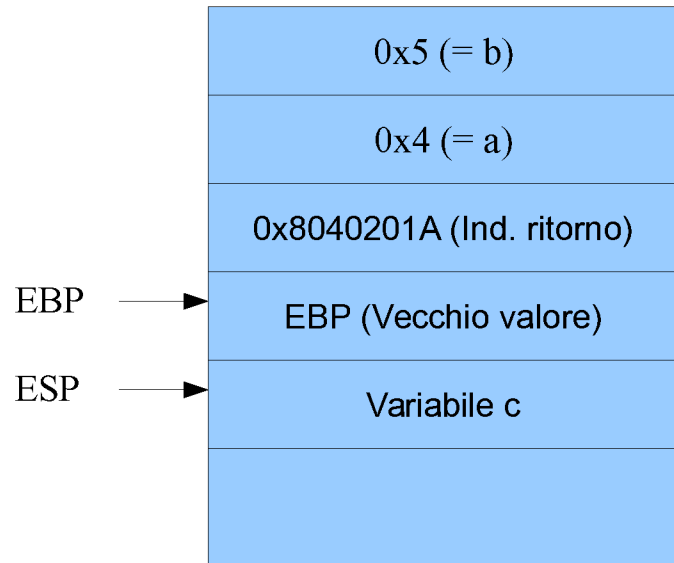 0x5 (= b)
0x4 (= a)
0x8040201A (Ind. ritorno)
EBP
EBP (Vecchio valore)
ESP
Variabile c